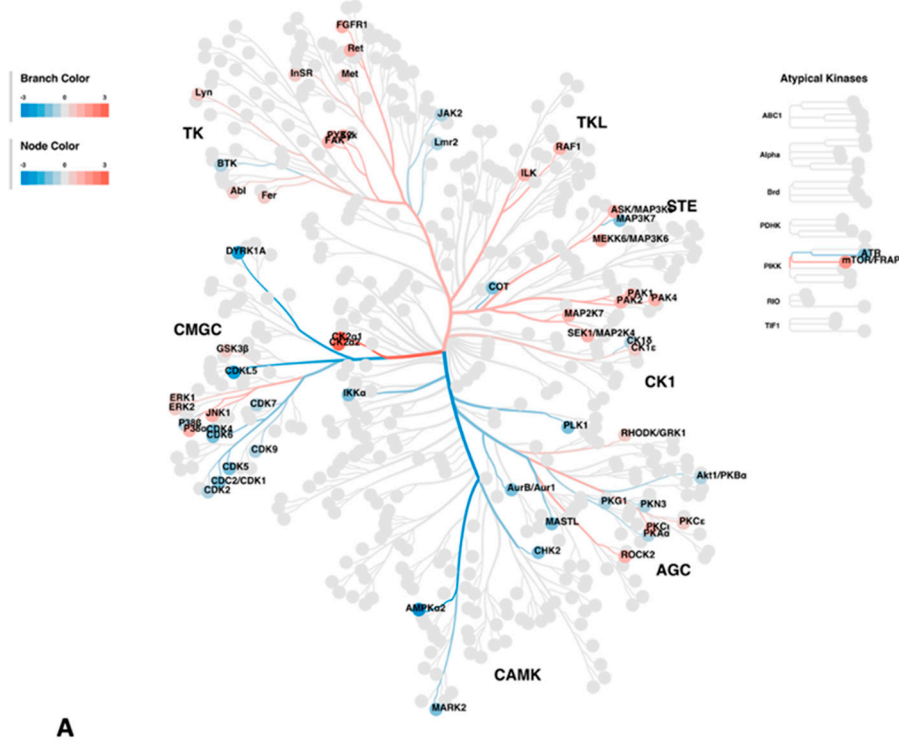 FGFR1
Ret
InSR
Met
Branch Color
-3 0 3
Node Color
-3 0 3
Atypical Kinases
Lyn
JAK2
TK
FAK
Lmr2
TKL
RAF1
BTK
ILK
Abl
Fer
STE
MAP3K7
MEKK6/MAP3K6
DYRK1A
COT
PAK1
PAK2
PAK4
MAP2K7
CMGC
CK2α1
CK2α2
SEK1/MAP2K4
CK1δ
CK1ε
GSK3β
CDKL5
CK1
ERK1
ERK2
JNK1
CDK7
IKKα
P38α
CDK4
CDK6
PLK1
RHODK/GRK1
CDK9
CDK5
CDC2/CDK1
CDK2
Akt1/PKBα
AurB/Aur1
PKG1
PKN3
MASTL
PKCι
PKCε
PKAα
CHK2
ROCK2
AGC
AMPKα2
CAMK
MARK2
ABC1
Alpha
Brd
PDHK
PIKK
ATR
mTOR/FRAP
RIO
TIF1
A